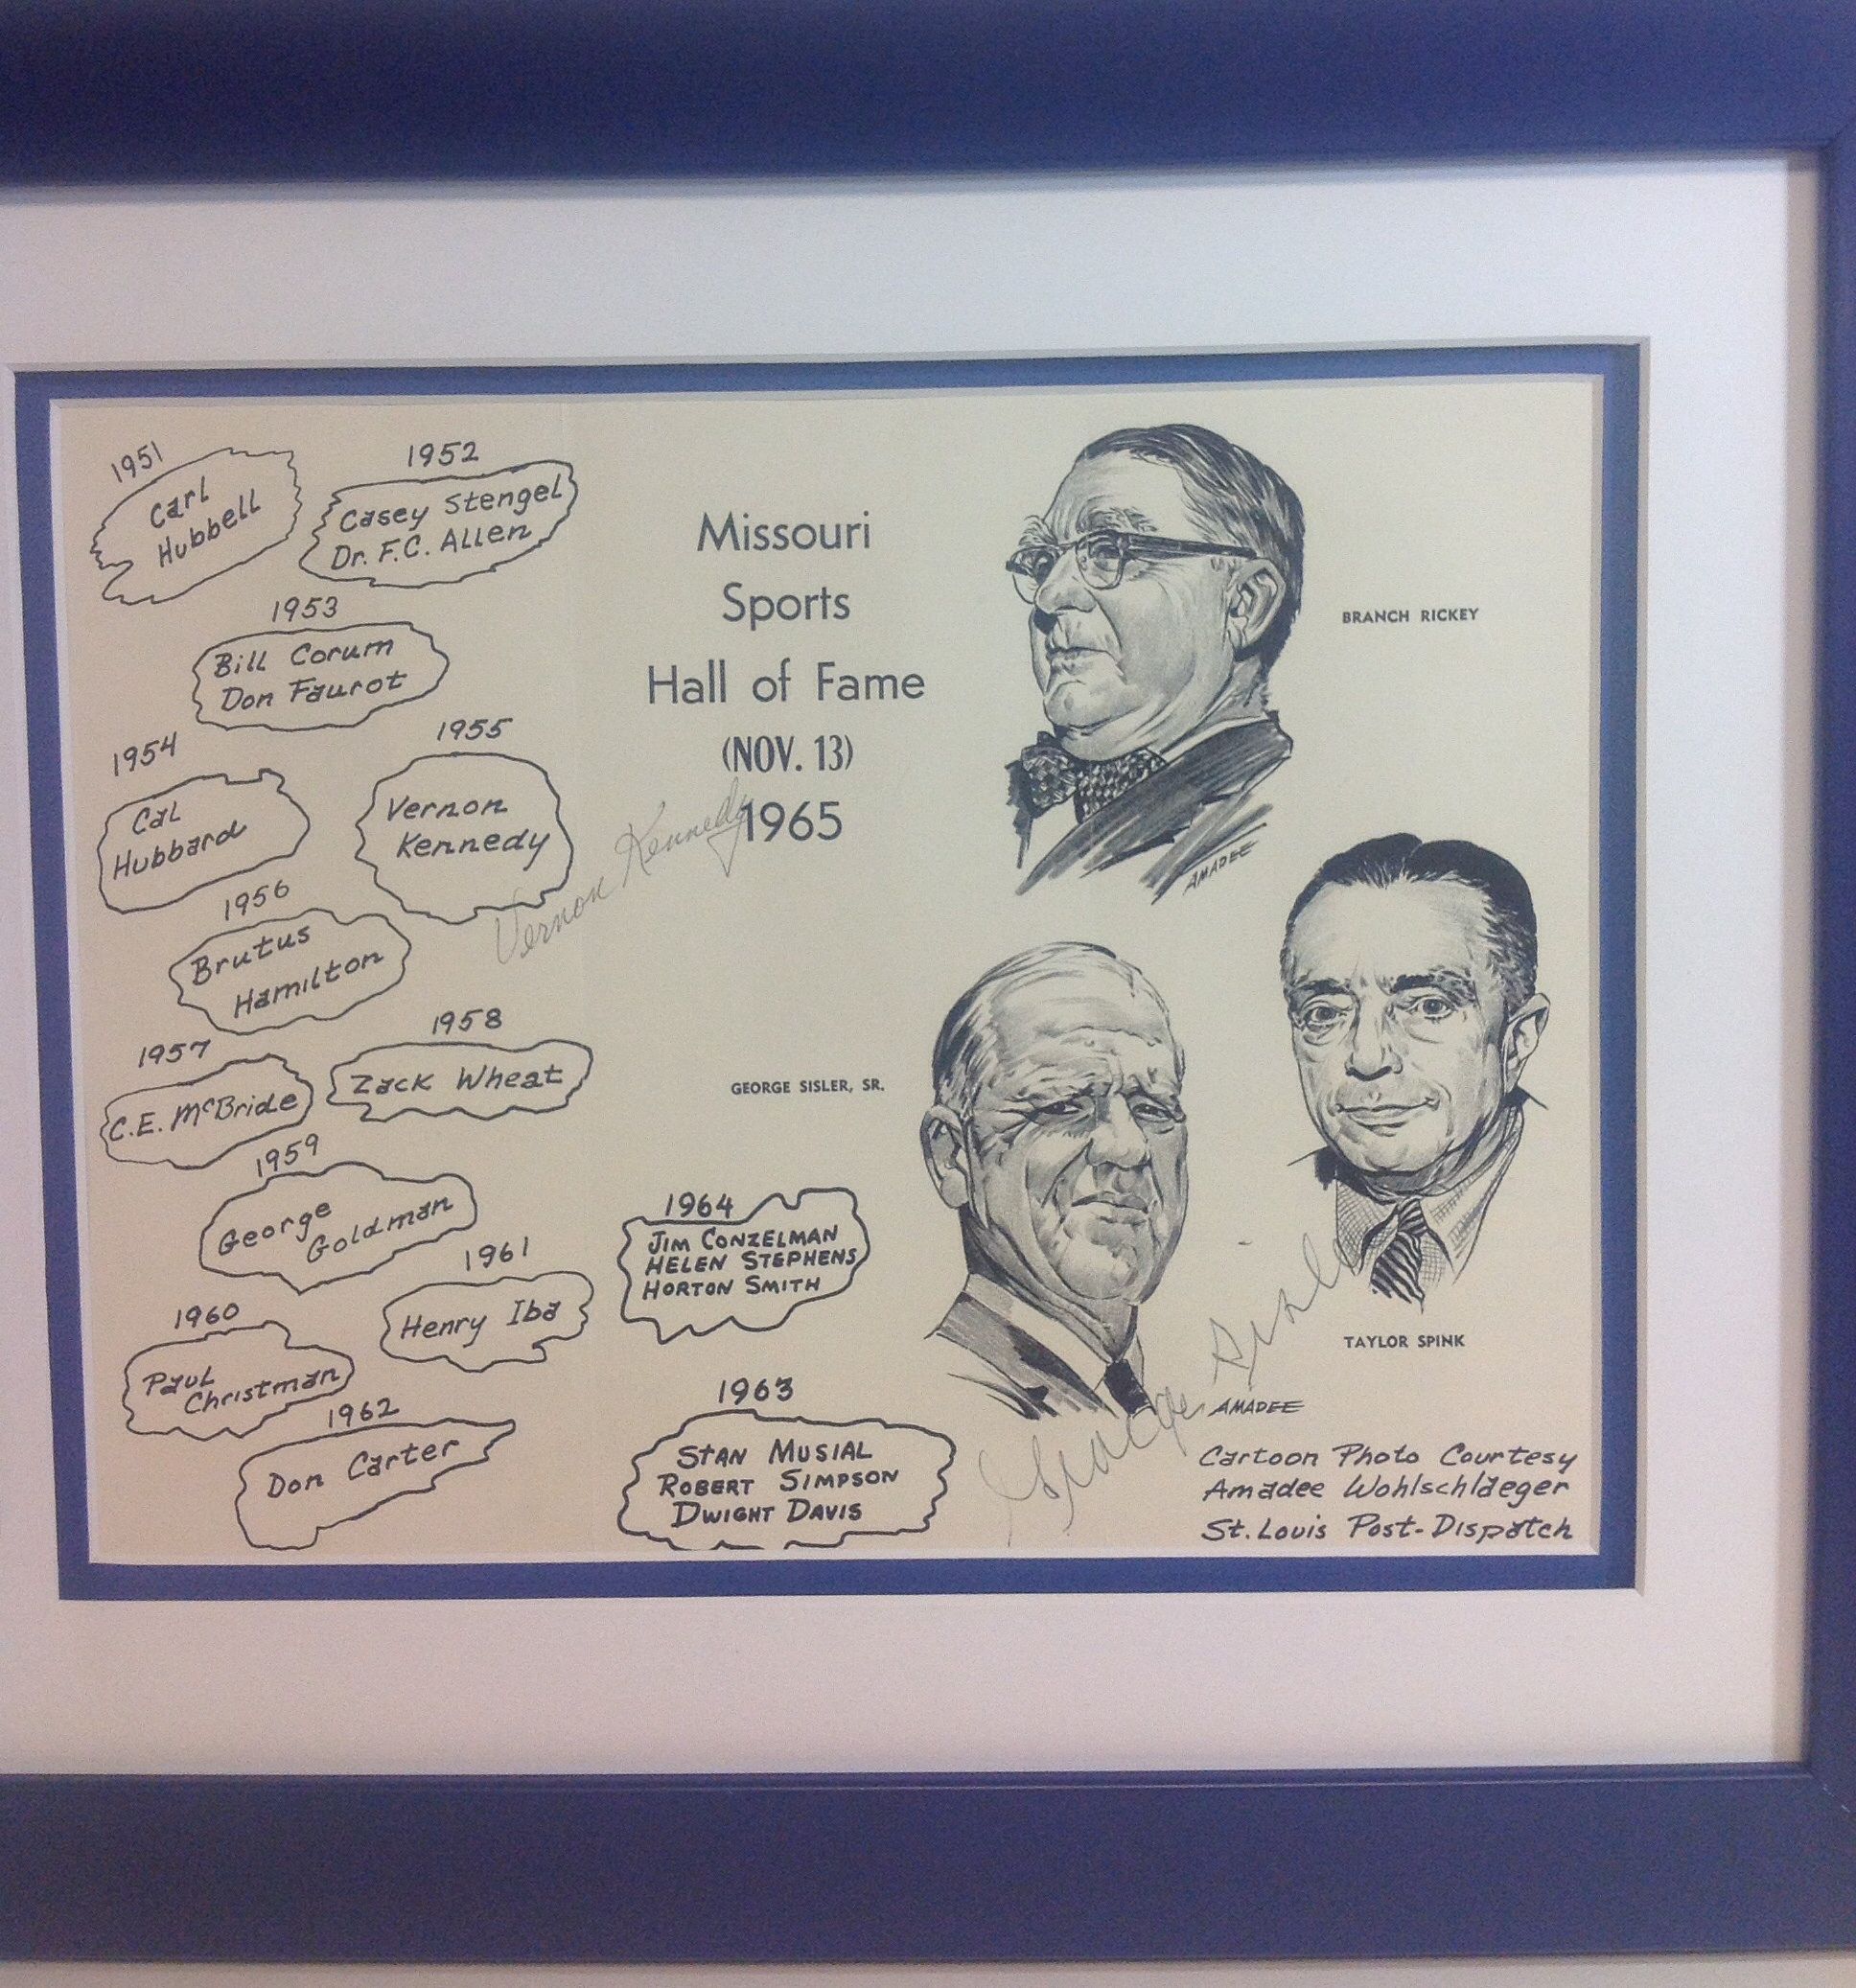 1951
Carl
Hubbell
1952
Casey Stengel
Dr. F.C. Allen
1953
Bill Corum
Don Faurot
1954
Cal
Hubbard
1955
Vernon
Kennedy
1956
Brutus
Hamilton
1957
C.E. McBride
1958
Zack Wheat
1959
George
Goldman
1960
Paul
Christman
1961
Henry Iba
1962
Don Carter
Missouri
Sports
Hall of Fame
(NOV. 13)
1965
Vernon Kennedy
BRANCH RICKEY
AMADEE
GEORGE SISLER, SR.
TAYLOR SPINK
1964
JIM CONZELMAN
HELEN STEPHENS
HORTON SMITH
1963
STAN MUSIAL
ROBERT SIMPSON
DWIGHT DAVIS
George Sisler
AMADEE
Cartoon Photo Courtesy
Amadee Wohlschlaeger
St. Louis Post-Dispatch